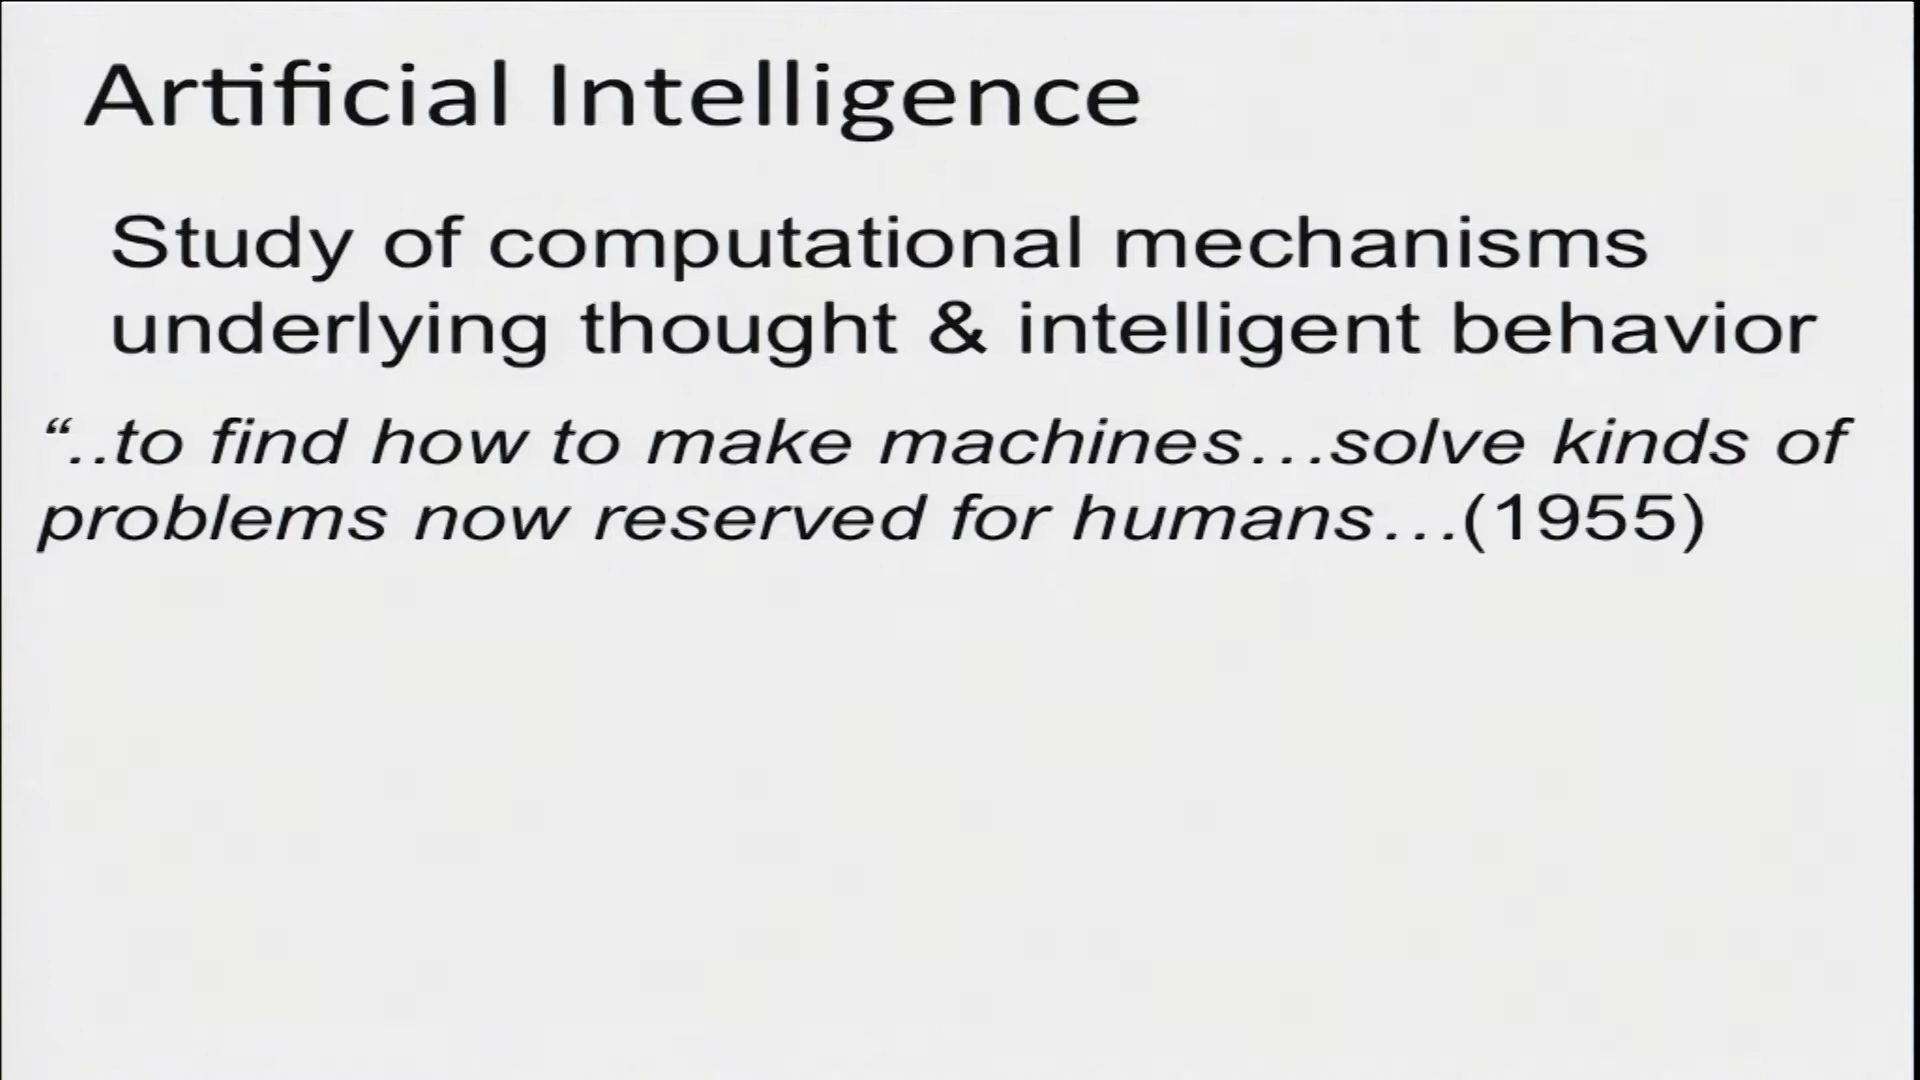 Artificial Intelligence
Study of computational mechanisms
underlying thought & intelligent behavior
“..to find how to make machines…solve kinds of
problems now reserved for humans…(1955)